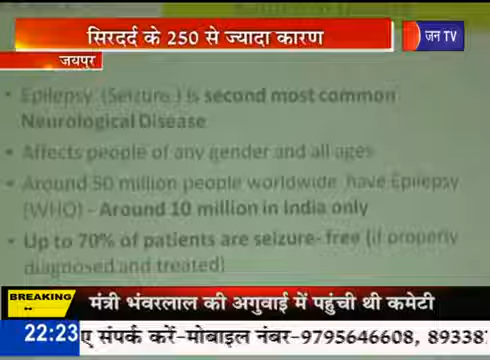 सिरदर्द के 250 से ज्यादा कारण
जन TV
जयपुर
• Epilepsy (Seizure ) is second most common
Neurological Disease
• Affects people of any gender and all ages
• Around 50 million people worldwide have Epilepsy
(WHO) - Around 10 million in India only
• Up to 70% of patients are seizure- free (if properly
diagnosed and treated)
BREAKING
मंत्री भंवरलाल की अगुवाई में पहुंची थी कमेटी
22:23
ए संपर्क करें-मोबाइल नंबर-9795646608, 89338